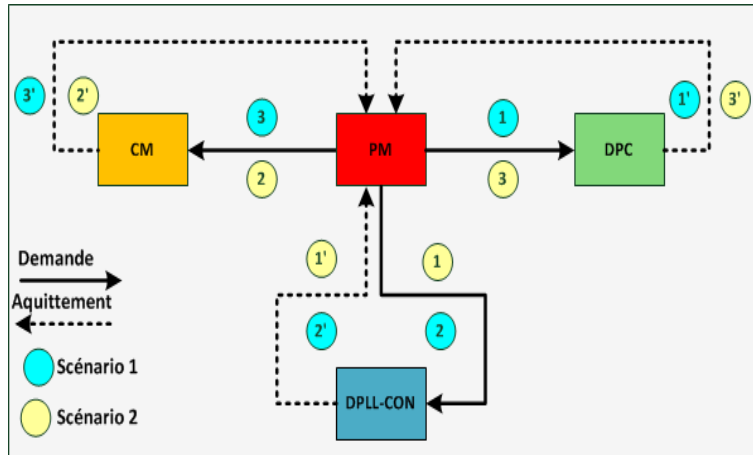 3'
2'
3
1
1'
3'
CM
PM
DPC
2
3
1'
1
Demande
Aquittement
2'
2
Scénario 1
DPLL-CON
Scénario 2